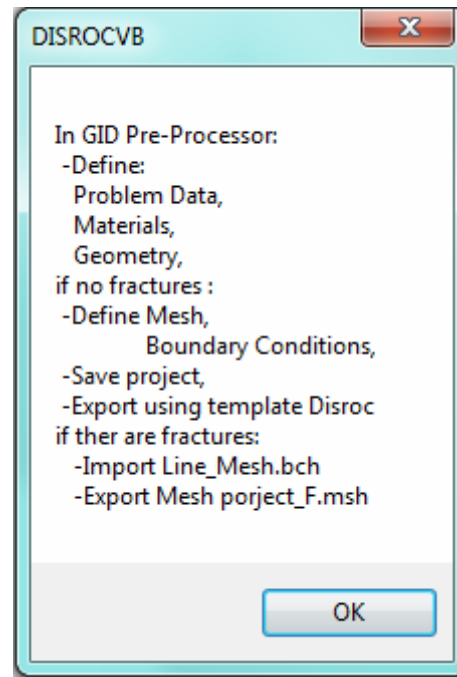 DISROCVB
In GID Pre-Processor:
-Define:
Problem Data,
Materials,
Geometry,
if no fractures :
-Define Mesh,
Boundary Conditions,
-Save project,
-Export using template Disroc
if ther are fractures:
-Import Line_Mesh.bch
-Export Mesh porject_F.msh
OK